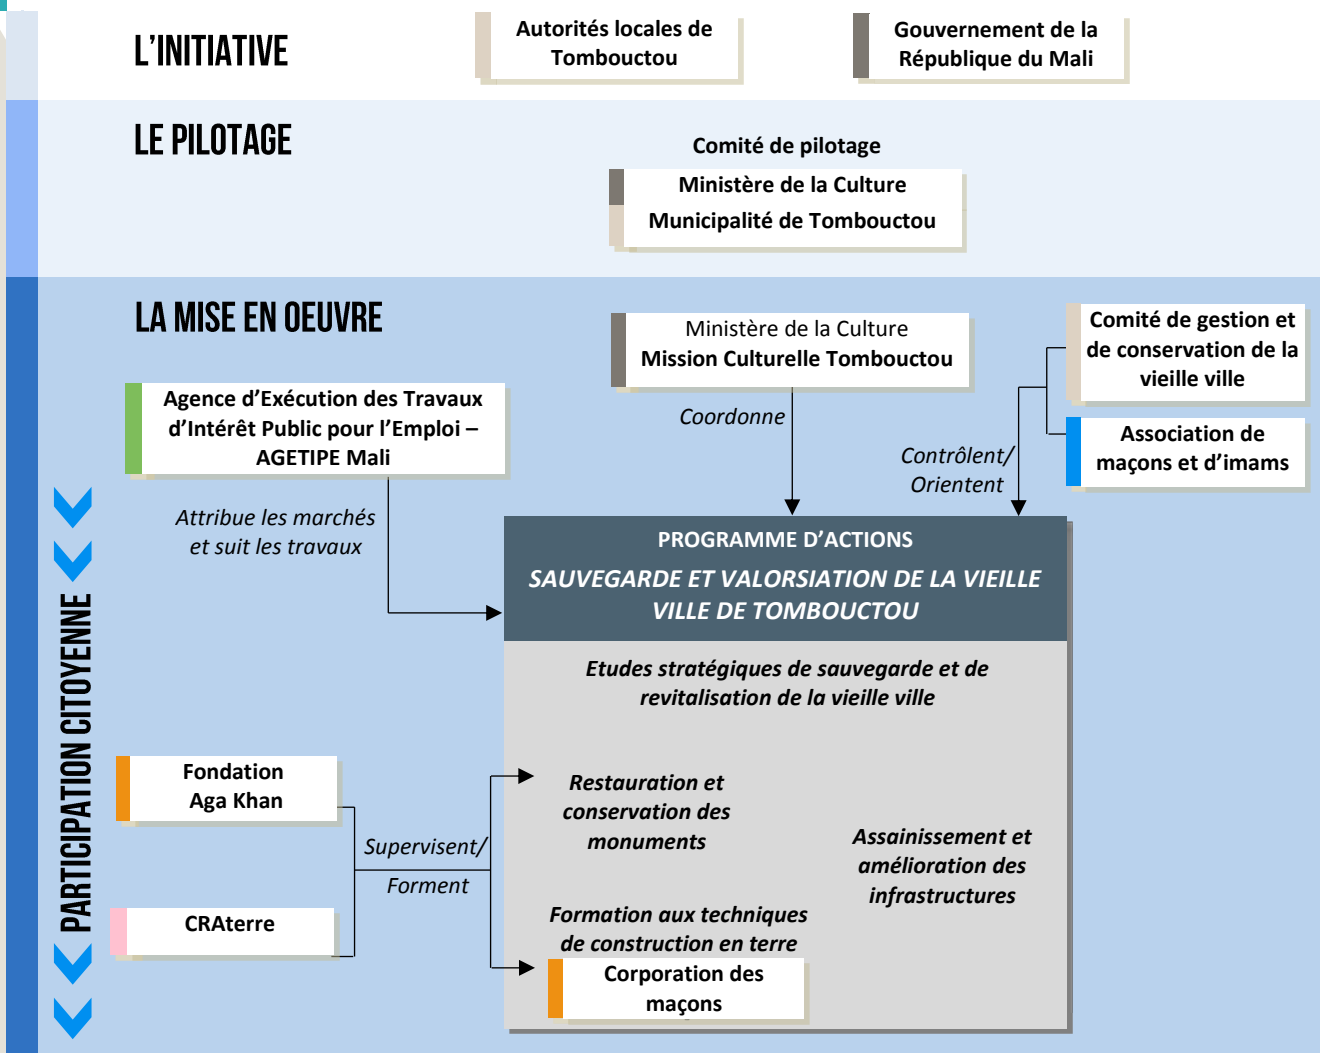 L'INITIATIVE
Autorités locales de
Tombouctou
Gouvernement de la
République du Mali
LE PILOTAGE
Comité de pilotage
Ministère de la Culture
Municipalité de Tombouctou
LA MISE EN OEUVRE
Ministère de la Culture
Mission Culturelle Tombouctou
Comité de gestion et
de conservation de la
vieille ville
Agence d'Exécution des Travaux
d'Intérêt Public pour l'Emploi –
AGETIPE Mali
Coordonne
Association de
maçons et d'imams
Contrôlent/
Orientent
Attribue les marchés
et suit les travaux
PROGRAMME D'ACTIONS
SAUVEGARDE ET VALORSIATION DE LA VIEILLE
VILLE DE TOMBOUCTOU
PARTICIPATION CITOYENNE
Etudes stratégiques de sauvegarde et de
revitalisation de la vieille ville
Fondation
Aga Khan
Restauration et
conservation des
monuments
Supervisent/
Forment
Assainissement et
amélioration des
infrastructures
CRAterre
Formation aux techniques
de construction en terre
Corporation des
maçons